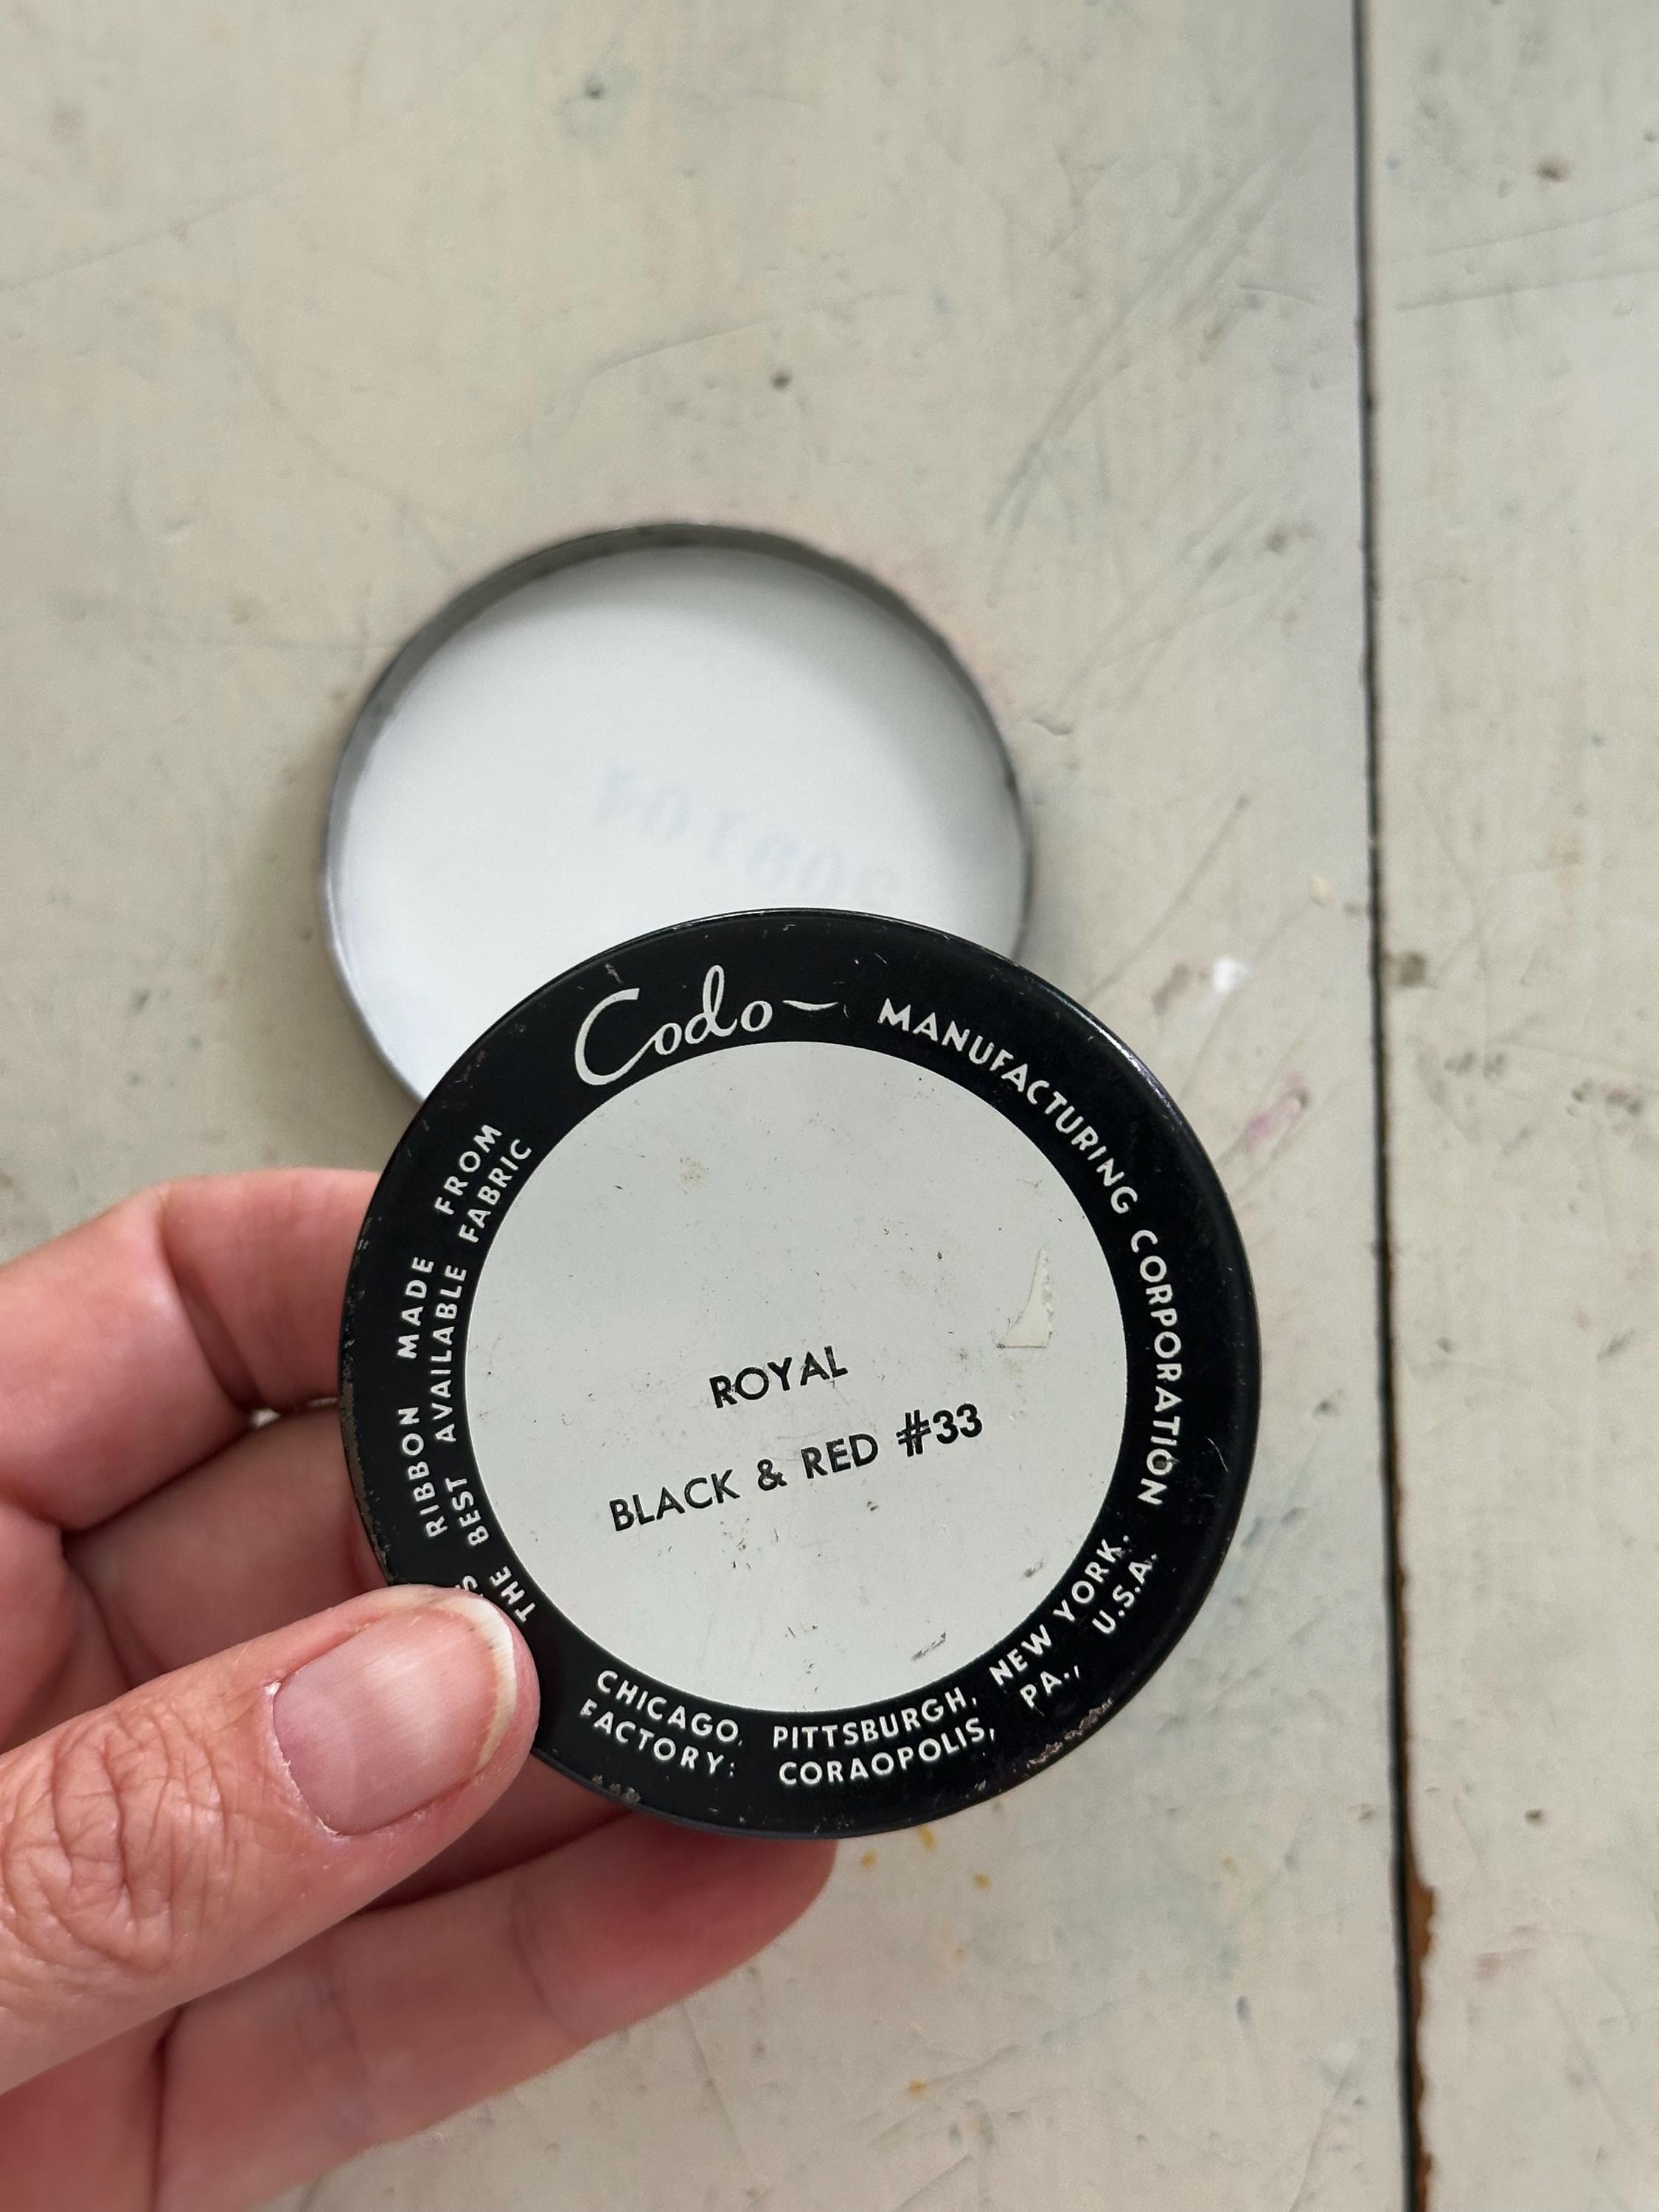 Codo
MANUFACTURING CORPORATION
RIBBON MADE FROM
THE BEST AVAILABLE FABRIC
ROYAL
BLACK & RED #33
CHICAGO, PITTSBURGH, NEW YORK.
FACTORY: CORAOPOLIS, PA., U.S.A.